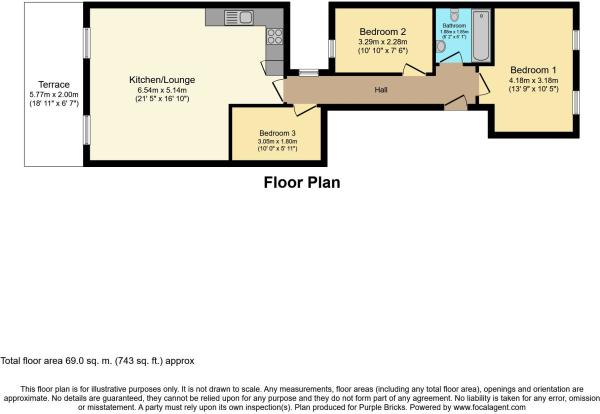 Terrace
5.77m x 2.00m
(18' 11" x 6' 7")
Kitchen/Lounge
6.54m x 5.14m
(21' 5" x 16' 10")
Bedroom 2
3.29m x 2.28m
(10' 10" x 7' 6")
Bathroom
1.88m x 1.85m
(6' 2" x 6' 1")
Bedroom 1
4.18m x 3.18m
(13' 9" x 10' 5")
Hall
Bedroom 3
3.05m x 1.80m
(10' 0" x 5' 11")
Floor Plan
Total floor area 69.0 sq. m. (743 sq. ft.) approx
This floor plan is for illustrative purposes only. It is not drawn to scale. Any measurements, floor areas (including any total floor area), openings and orientation are
approximate. No details are guaranteed, they cannot be relied upon for any purpose and they do not form part of any agreement. No liability is taken for any error, omission
or misstatement. A party must rely upon its own inspection(s). Plan produced for Purple Bricks. Powered by www.focalagent.com